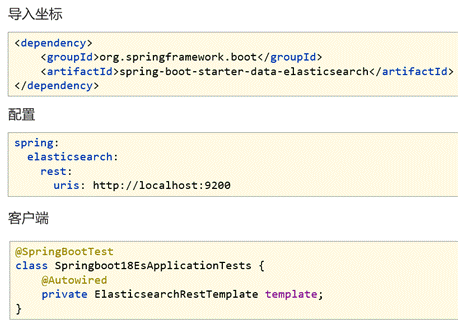 导入坐标
<dependency>
    <groupId>org.springframework.boot</groupId>
    <artifactId>spring-boot-starter-data-elasticsearch</artifactId>
</dependency>
配置
spring:
  elasticsearch:
    rest:
      uris: http://localhost:9200
客户端
@SpringBootTest
class Springboot18EsApplicationTests {
    @Autowired
    private ElasticsearchRestTemplate template;
}